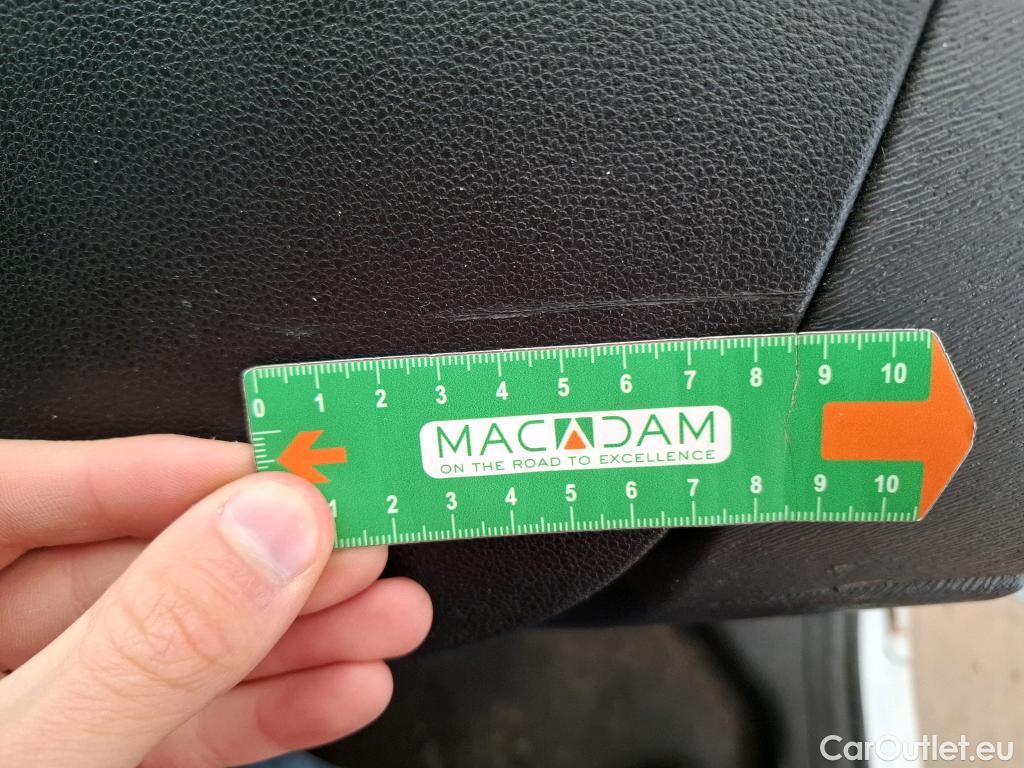 0 1 2 3 4 5 6 7 8 9 10
MACADAM
ON THE ROAD TO EXCELLENCE
1 2 3 4 5 6 7 8 9 10
CarOutlet.eu